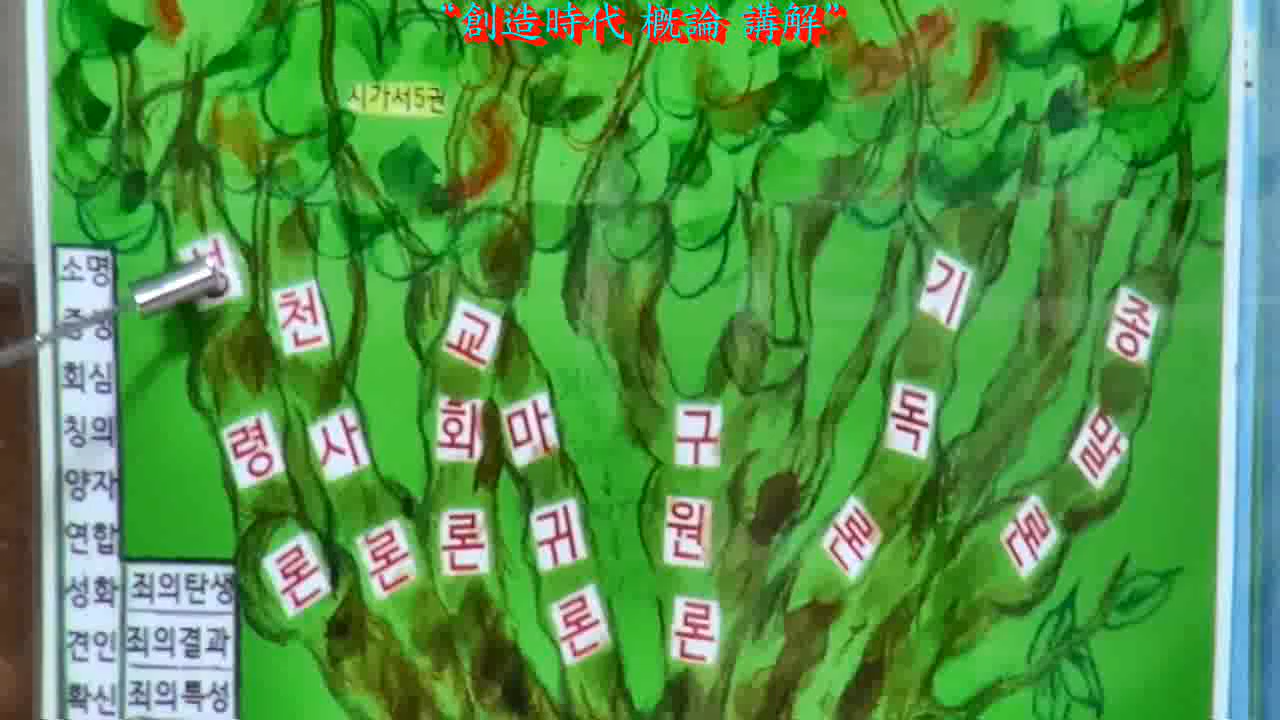 “創造時代 概論 講解”
시가서5권
소명
회심
칭의
양자
연합
성화
견인
확신
죄의탄생
죄의결과
죄의특성
령론
천사론
교회론
마귀론
구원론
기독론
종말론